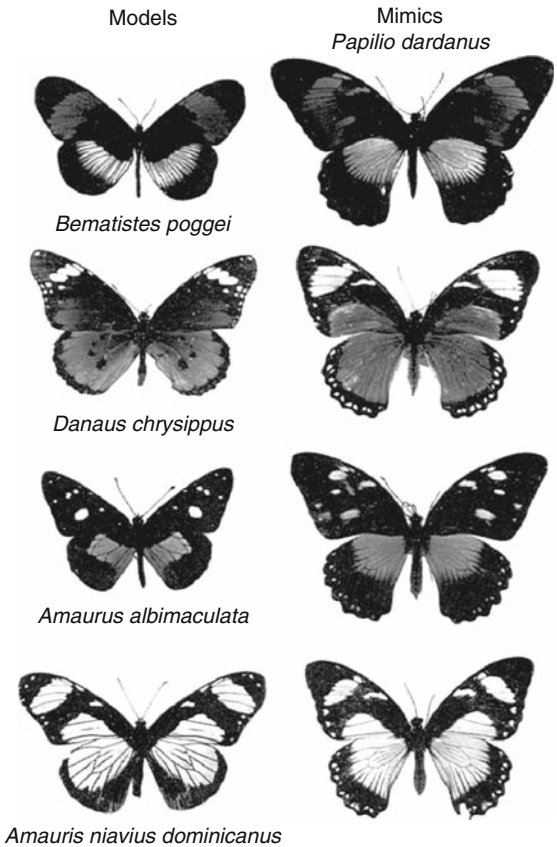 Models
Mimics
Papilio dardanus
Bematistes poggei
Danaus chrysippus
Amaurus albimaculata
Amauris niavius dominicanus